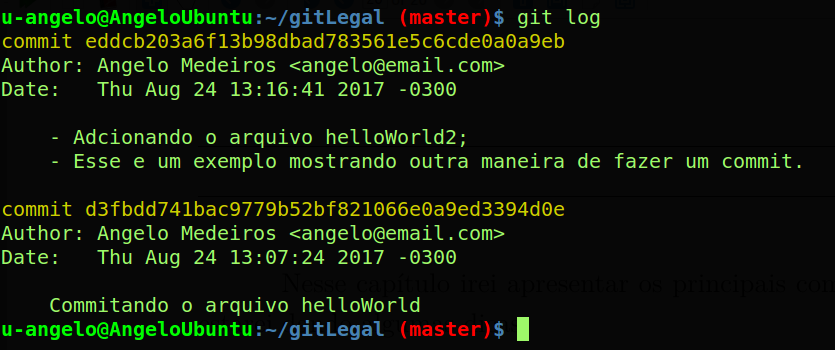 u-angelo@AngeloUbuntu:~/gitLegal (master)$ git log
commit eddcb203a6f13b98dbad783561e5c6cde0a0a9eb
Author: Angelo Medeiros <angelo@email.com>
Date:   Thu Aug 24 13:16:41 2017 -0300
    - Adcionando o arquivo helloWorld2;
    - Esse e um exemplo mostrando outra maneira de fazer um commit.
commit d3fbdd741bac9779b52bf821066e0a9ed3394d0e
Author: Angelo Medeiros <angelo@email.com>
Date:   Thu Aug 24 13:07:24 2017 -0300
Nesse capítulo irei apresentar os principais
    Commitando o arquivo helloWorld
u-angelo@AngeloUbuntu:~/gitLegal (master)$